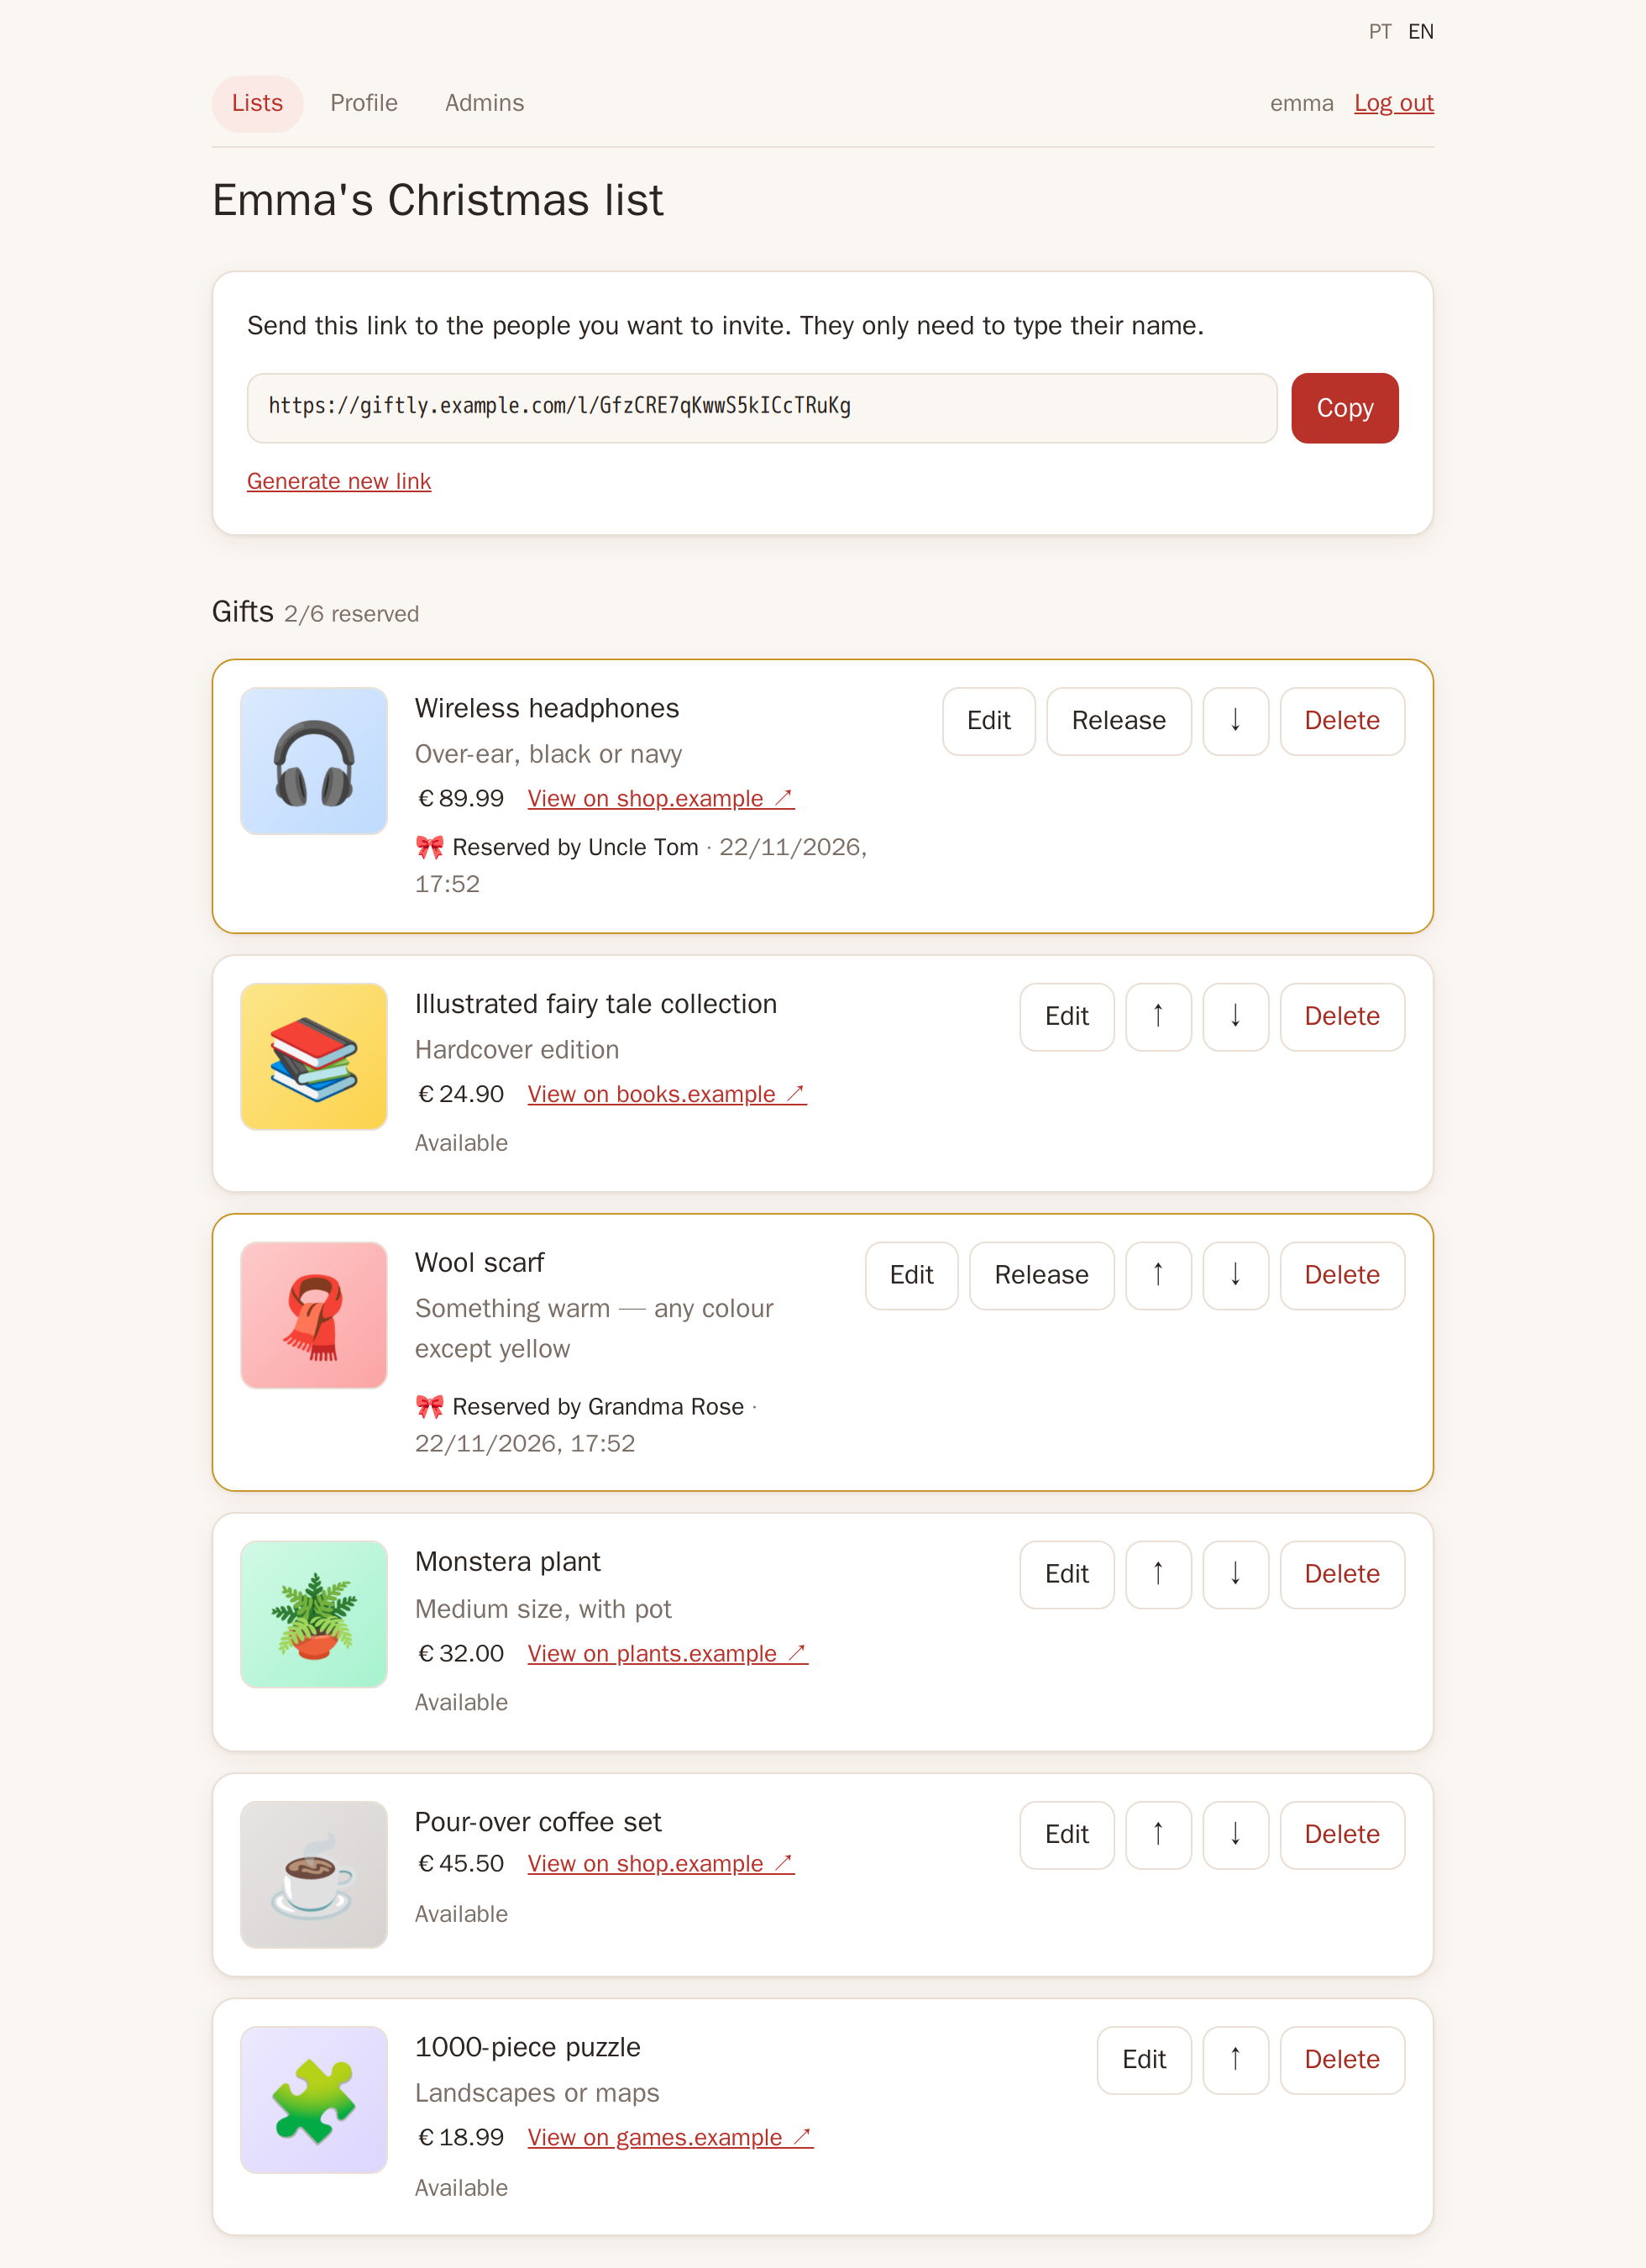 PT EN
Lists Profile Admins emma Log out
Emma's Christmas list
Send this link to the people you want to invite. They only need to type their name.
https://giftly.example.com/l/GfzCRE7qKwwS5kICcTRuKg Copy
Generate new link
Gifts 2/6 reserved
Wireless headphones
Edit Release ↓ Delete
Over-ear, black or navy
€ 89.99 View on shop.example ↗
🎀 Reserved by Uncle Tom · 22/11/2026,
17:52
Illustrated fairy tale collection
Edit ↑ ↓ Delete
Hardcover edition
€ 24.90 View on books.example ↗
Available
Wool scarf
Edit Release ↑ ↓ Delete
Something warm — any colour
except yellow
🎀 Reserved by Grandma Rose ·
22/11/2026, 17:52
Monstera plant
Edit ↑ ↓ Delete
Medium size, with pot
€ 32.00 View on plants.example ↗
Available
Pour-over coffee set
Edit ↑ ↓ Delete
€ 45.50 View on shop.example ↗
Available
1000-piece puzzle
Edit ↑ Delete
Landscapes or maps
€ 18.99 View on games.example ↗
Available